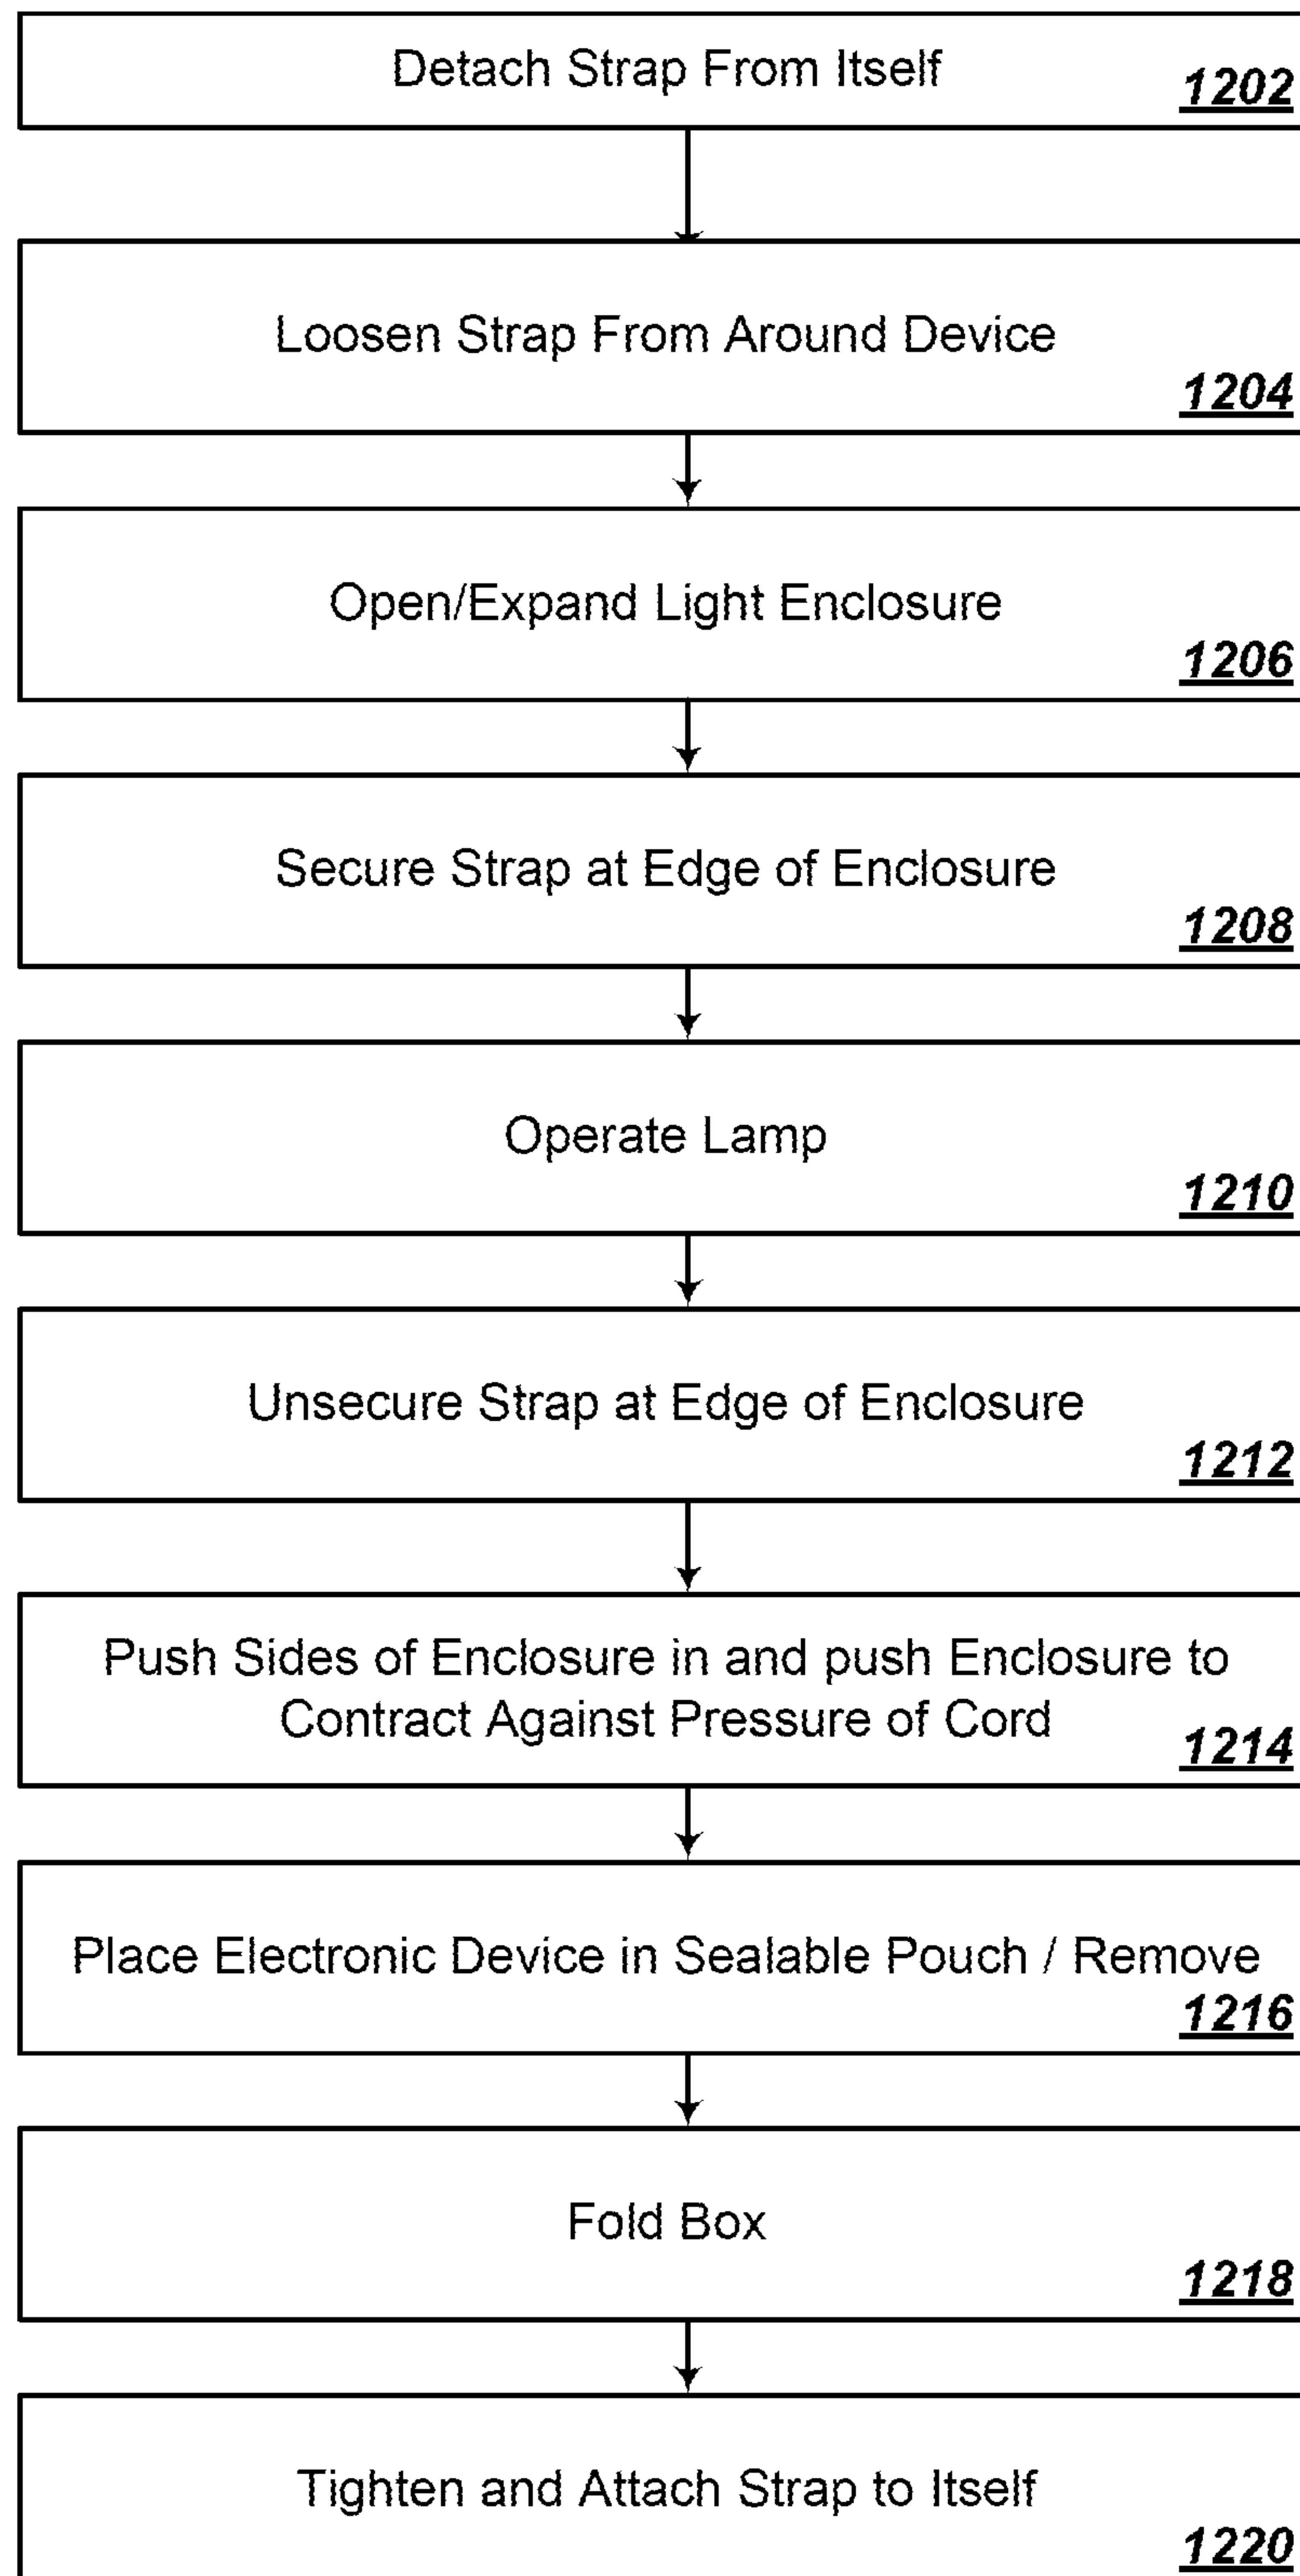 Detach Strap From Itself
1202
Loosen Strap From Around Device
1204
Open/Expand Light Enclosure
1206
Secure Strap at Edge of Enclosure
1208
Operate Lamp
1210
Unsecure Strap at Edge of Enclosure
1212
Push Sides of Enclosure in and push Enclosure to
Contract Against Pressure of Cord
1214
Place Electronic Device in Sealable Pouch / Remove
1216
Fold Box
1218
Tighten and Attach Strap to Itself
1220